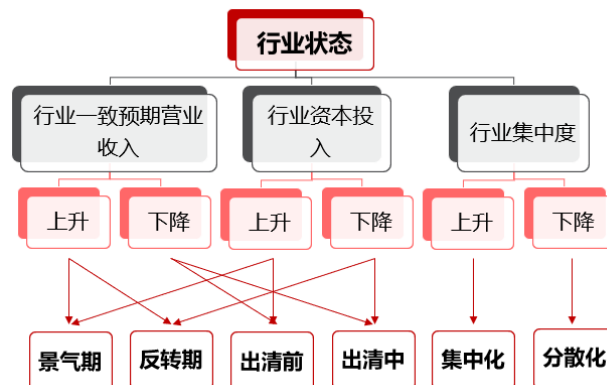 行业状态
行业一致预期营业
收入
行业资本投
入
行业集中度
上升
下降
上升
下降
上升
下降
景气期
反转期
出清前
出清中
集中化
分散化